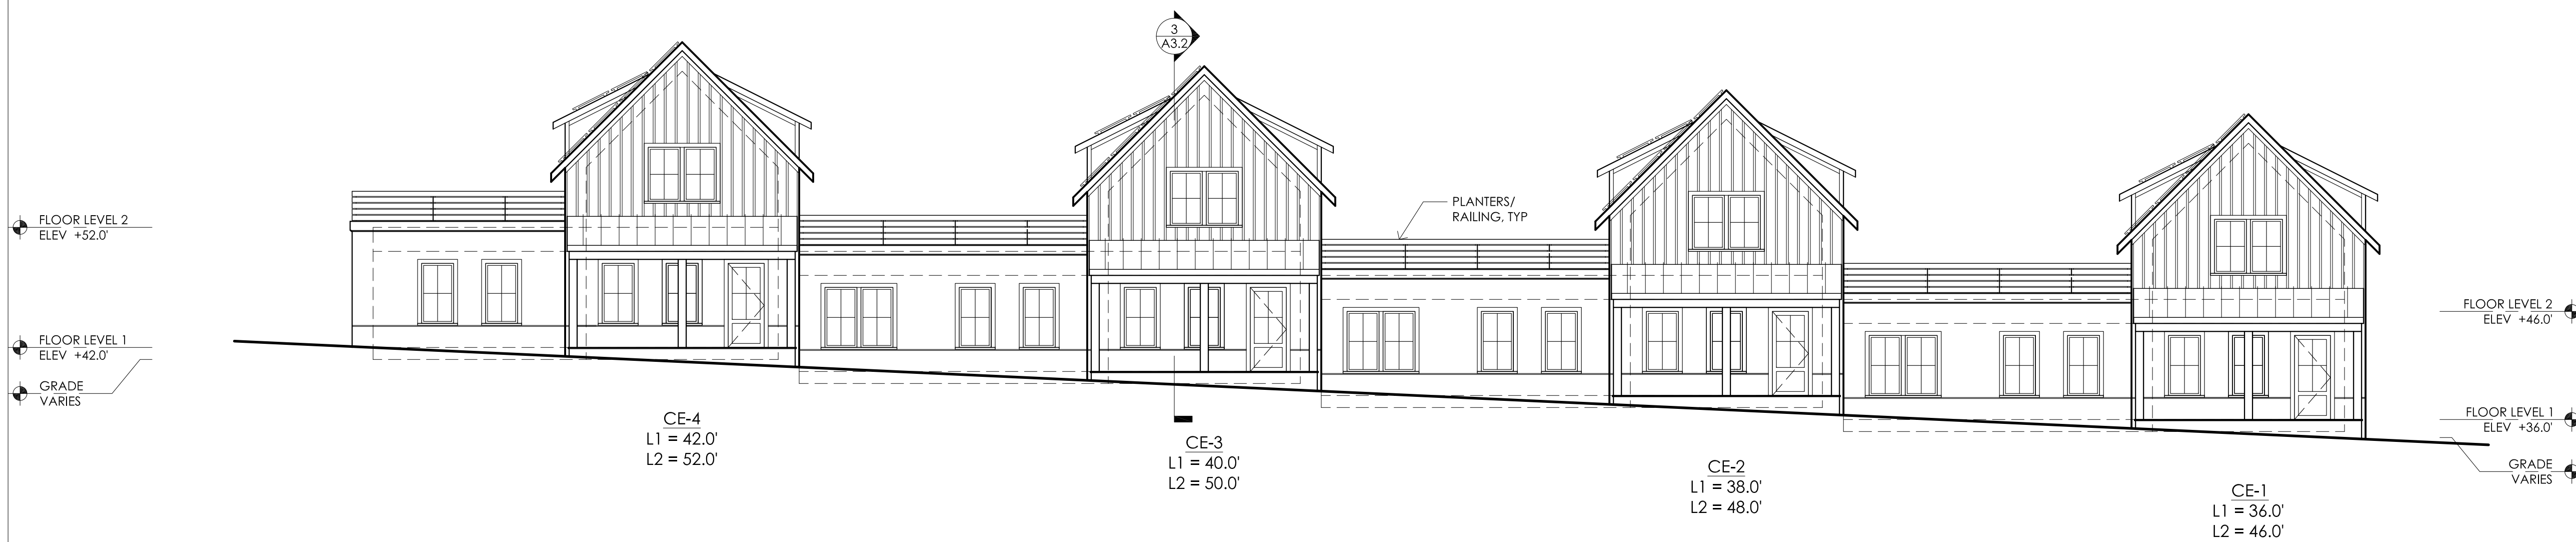 3
A3.2
PLANTERS/
RAILING, TYP
FLOOR LEVEL 2
ELEV +52.0'
FLOOR LEVEL 1
ELEV +42.0'
GRADE
VARIES
FLOOR LEVEL 2
ELEV +46.0'
FLOOR LEVEL 1
ELEV +36.0'
GRADE
VARIES
CE-4
L1 = 42.0'
L2 = 52.0'
CE-3
L1 = 40.0'
L2 = 50.0'
CE-2
L1 = 38.0'
L2 = 48.0'
CE-1
L1 = 36.0'
L2 = 46.0'